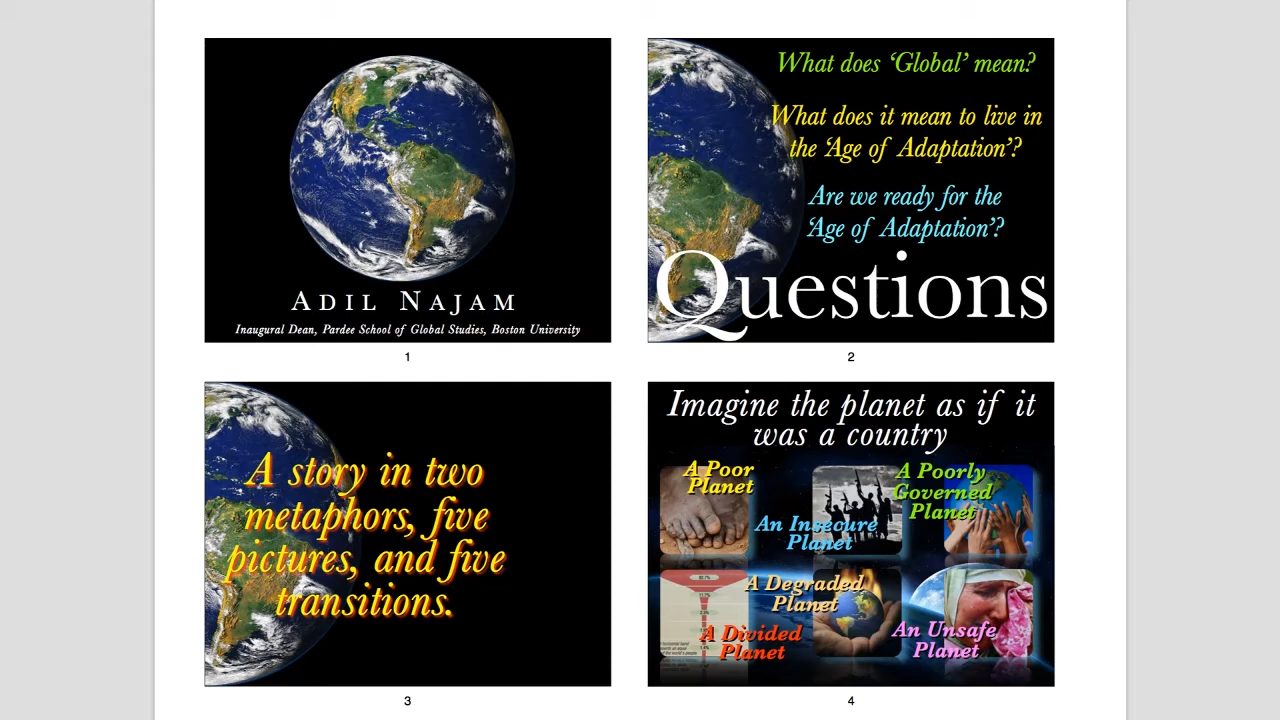 ADIL NAJAM
Inaugural Dean, Pardee School of Global Studies, Boston University
1
What does ‘Global’ mean?
What does it mean to live in
the ‘Age of Adaptation’?
Are we ready for the
‘Age of Adaptation’?
Questions
2
A story in two
metaphors, five
pictures, and five
transitions.
3
Imagine the planet as if it
was a country
A Poor
Planet
An Insecure
Planet
A Poorly
Governed
Planet
A Divided
Planet
A Degraded
Planet
An Unsafe
Planet
4